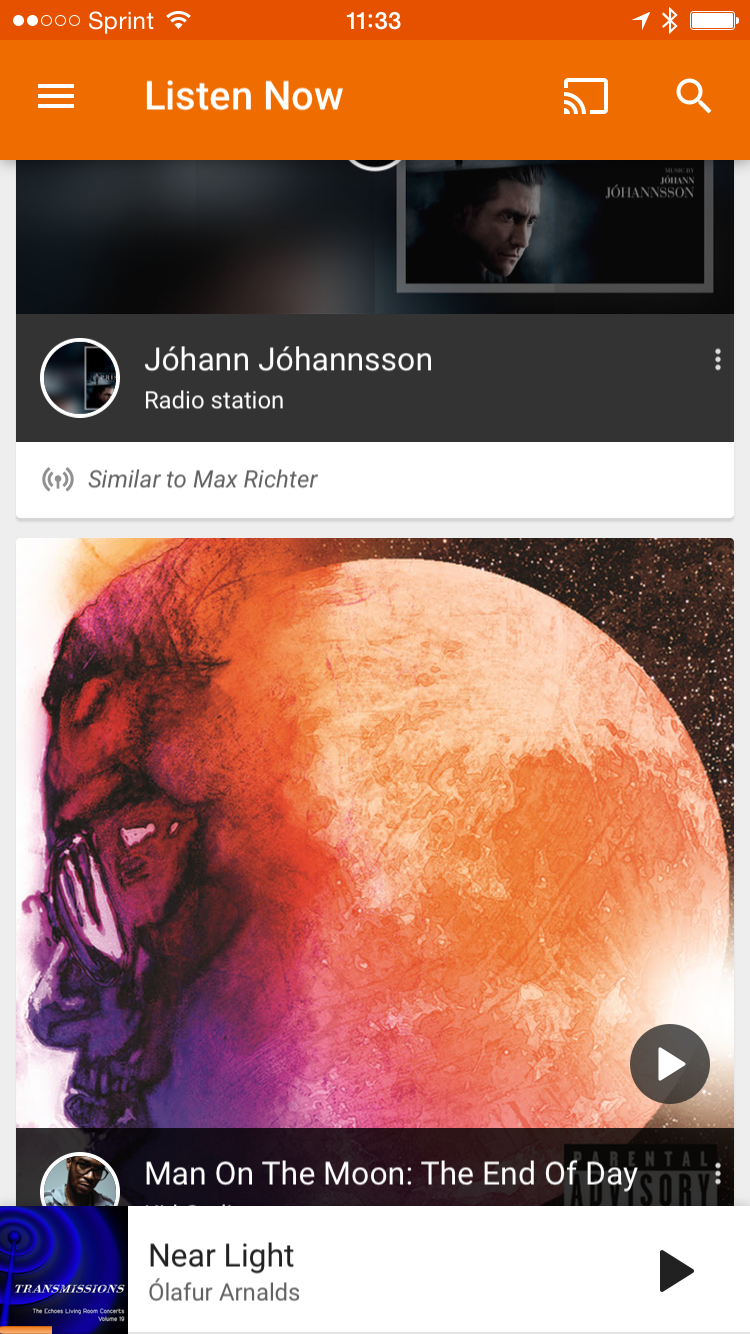 Sprint 11:33
Listen Now
MUSIC BY
JÓHANN
JÓHANNSSON
Jóhann Jóhannsson
Radio station
Similar to Max Richter
Man On The Moon: The End Of Day
PARENTAL
ADVISORY
TRANSMISSIONS
The Echoes Living Room Concerts
Volume 19
Near Light
Ólafur Arnalds